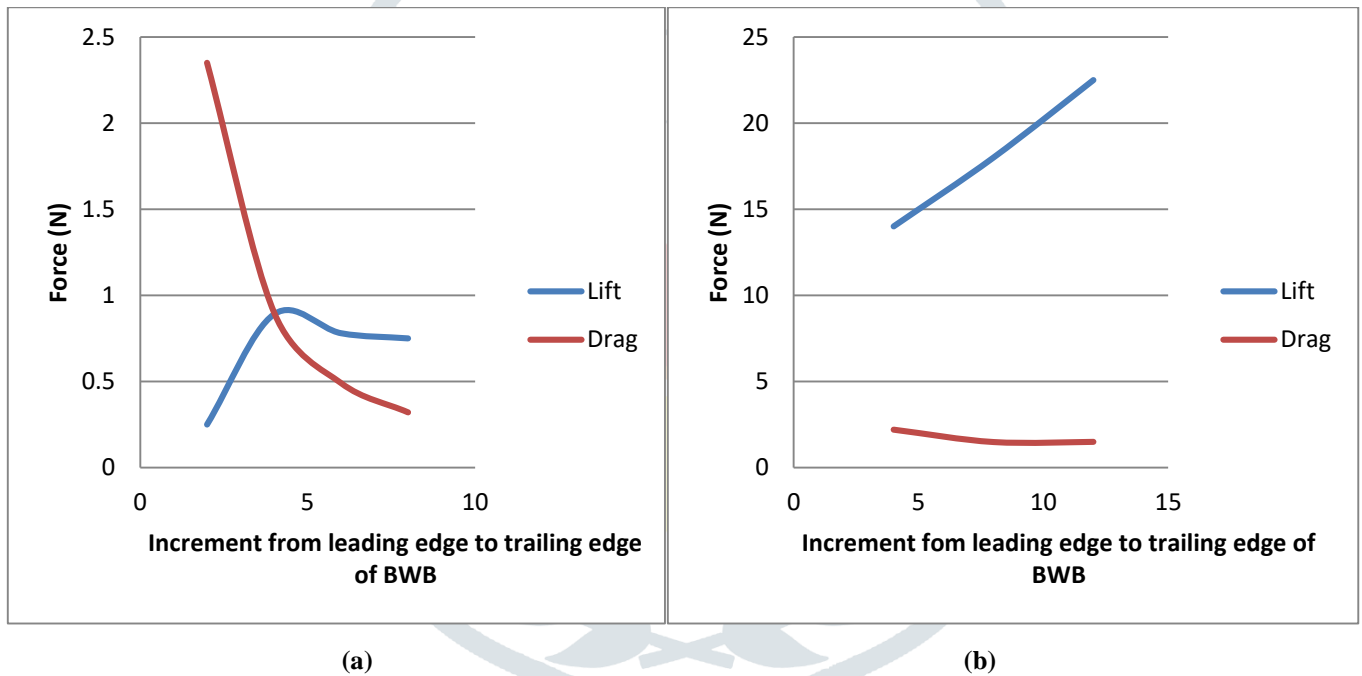 2.5
2
1.5
1
0.5
0
0
5
10
Force (N)
Lift
Drag
Increment from leading edge to trailing edge
of BWB
25
20
15
10
5
0
0
5
10
15
Force (N)
Lift
Drag
Increment fom leading edge to trailing edge of
BWB
(a)
(b)